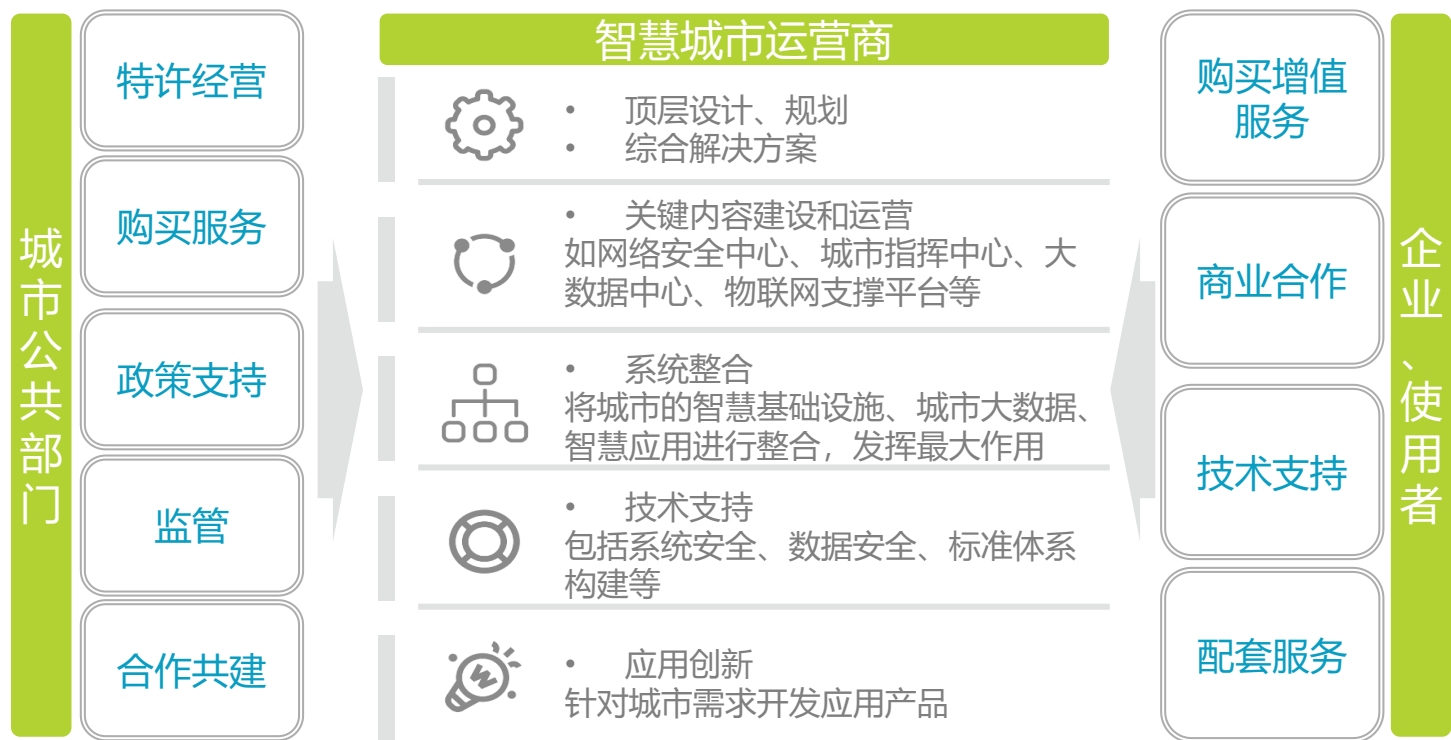 城市公共部门
特许经营
购买服务
政策支持
监管
合作共建
智慧城市运营商
• 顶层设计、规划
• 综合解决方案
• 关键内容建设和运营
如网络安全中心、城市指挥中心、大
数据中心、物联网支撑平台等
• 系统整合
将城市的智慧基础设施、城市大数据、
智慧应用进行整合，发挥最大作用
• 技术支持
包括系统安全、数据安全、标准体系
构建等
• 应用创新
针对城市需求开发应用产品
购买增值
服务
商业合作
技术支持
配套服务
企业、使用者